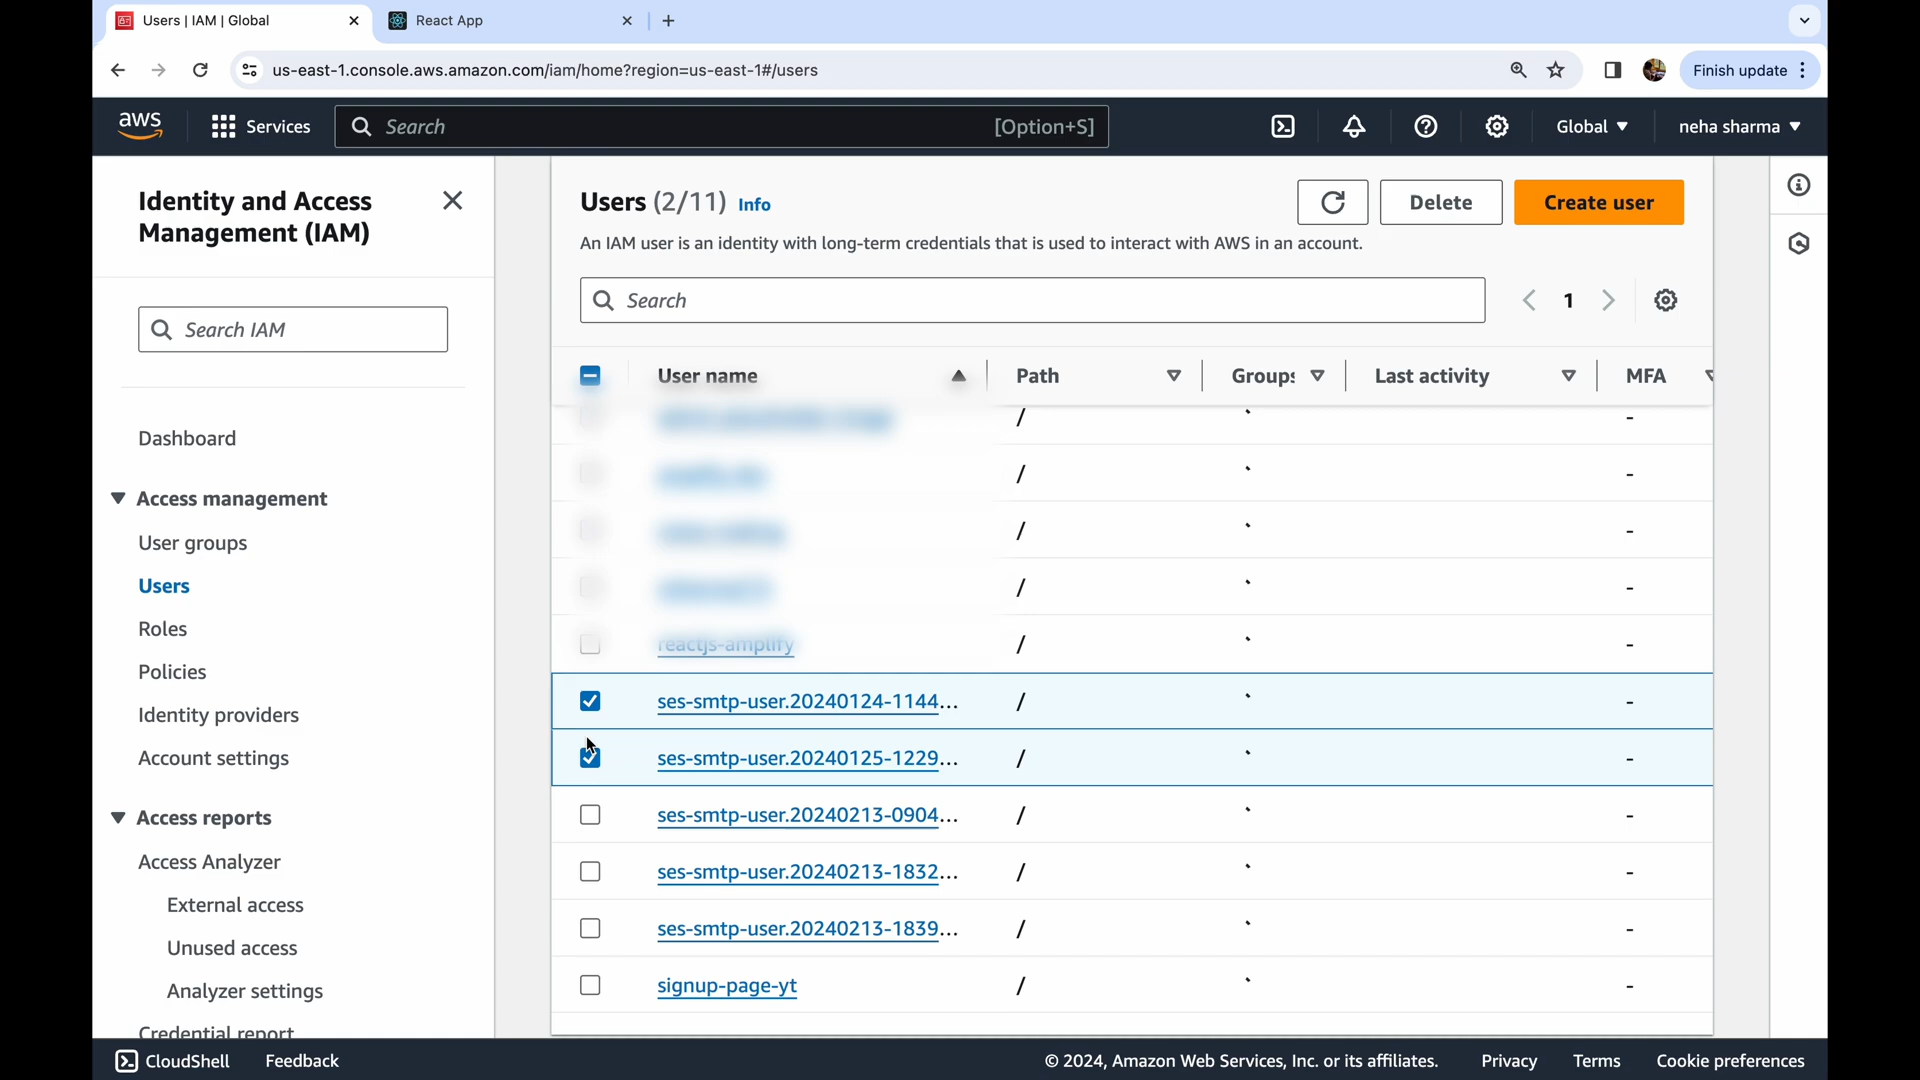 Users | IAM | Global
React App
us-east-1.console.aws.amazon.com/iam/home?region=us-east-1#/users
Finish update
aws
Services
Search
[Option+S]
Global
neha sharma
Identity and Access
Management (IAM)
Search IAM
Dashboard
Access management
User groups
Users
Roles
Policies
Identity providers
Account settings
Access reports
Access Analyzer
External access
Unused access
Analyzer settings
Credential report
Users (2/11) Info
Delete
Create user
An IAM user is an identity with long-term credentials that is used to interact with AWS in an account.
Search
1
User name
Path
Groups
Last activity
MFA
/ -
/ -
/ -
/ -
reactjs-amplify / -
ses-smtp-user.20240124-1144... / -
ses-smtp-user.20240125-1229... / -
ses-smtp-user.20240213-0904... / -
ses-smtp-user.20240213-1832... / -
ses-smtp-user.20240213-1839... / -
signup-page-yt / -
CloudShell
Feedback
© 2024, Amazon Web Services, Inc. or its affiliates.
Privacy
Terms
Cookie preferences